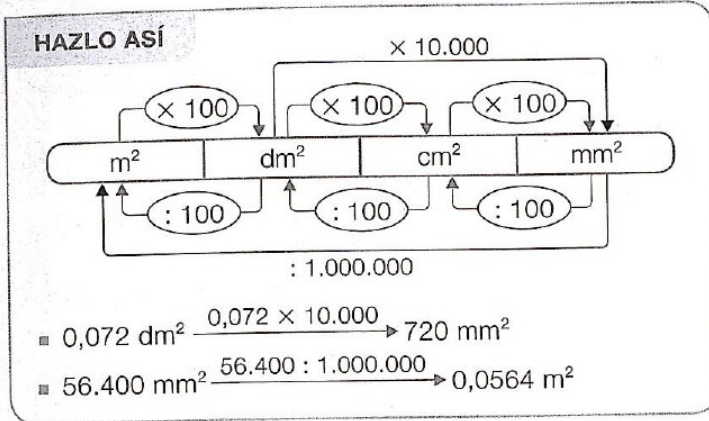 HAZLO ASÍ
× 10.000
× 100 × 100 × 100
m² dm² cm² mm²
: 100 : 100 : 100
: 1.000.000
0,072 dm² 0,072 × 10.000 720 mm²
56.400 mm² 56.400 : 1.000.000 0,0564 m²